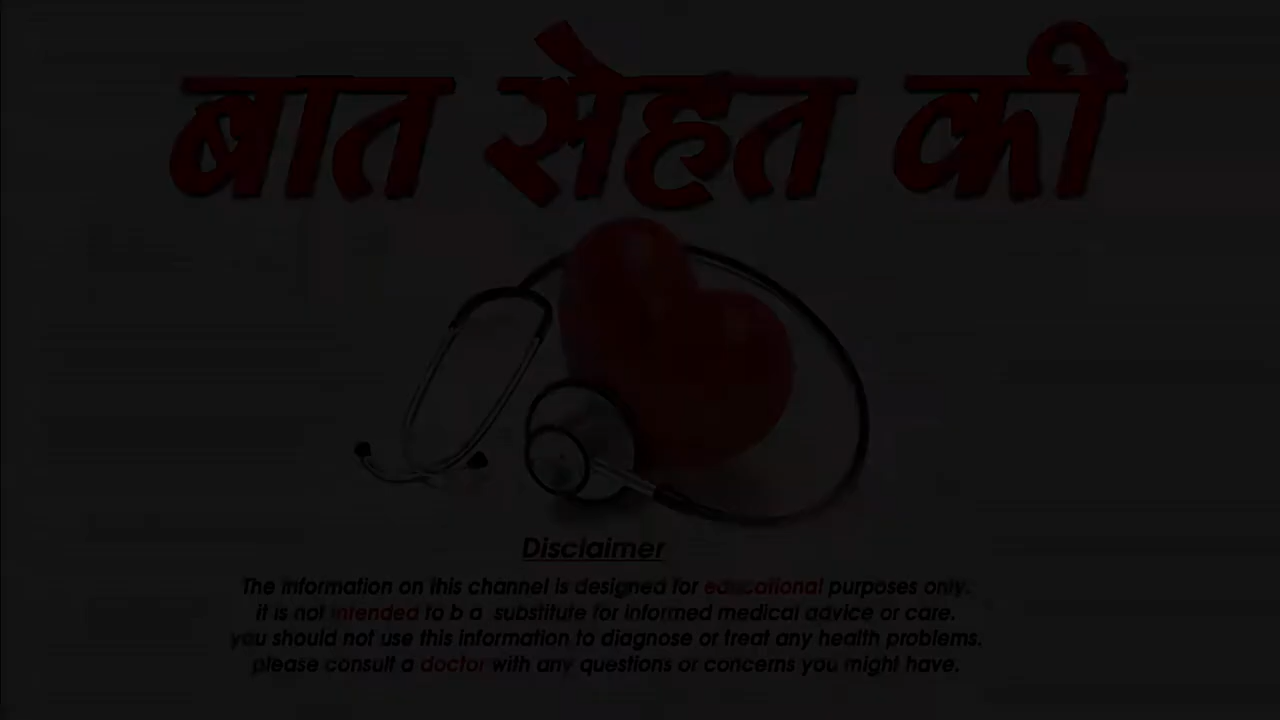 बात सेहत की
Disclaimer
The information on this channel is designed for educational purposes only.
it is not intended to b a substitute for informed medical advice or care.
you should not use this information to diagnose or treat any health problems.
please consult a doctor with any questions or concerns you might have.